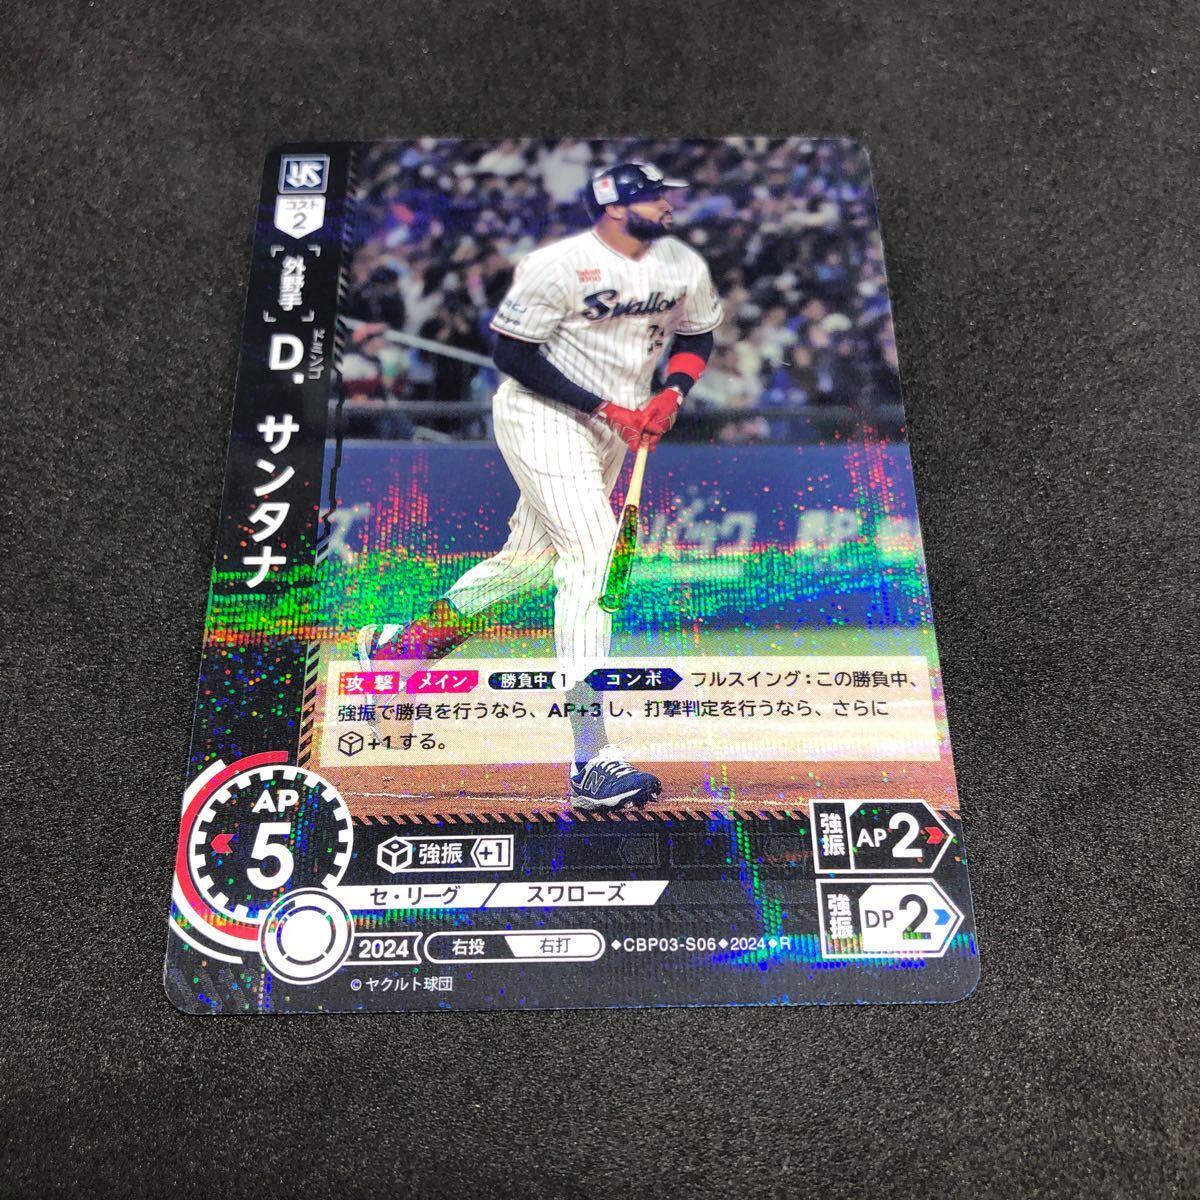 YS
コスト
2
外野手
ドミンゴ
D. サンタナ
Swallow
攻撃 メイン 勝負中 1 コンボ フルスイング：この勝負中、
強振で勝負を行うなら、AP+3し、打撃判定を行うなら、さらに
+1する。
AP
5
強振 +1
強振 AP 2
強振 DP 2
セ・リーグ / スワローズ
2024 右投 右打 ◆CBP03-S06◆2024◆R
© ヤクルト球団
N